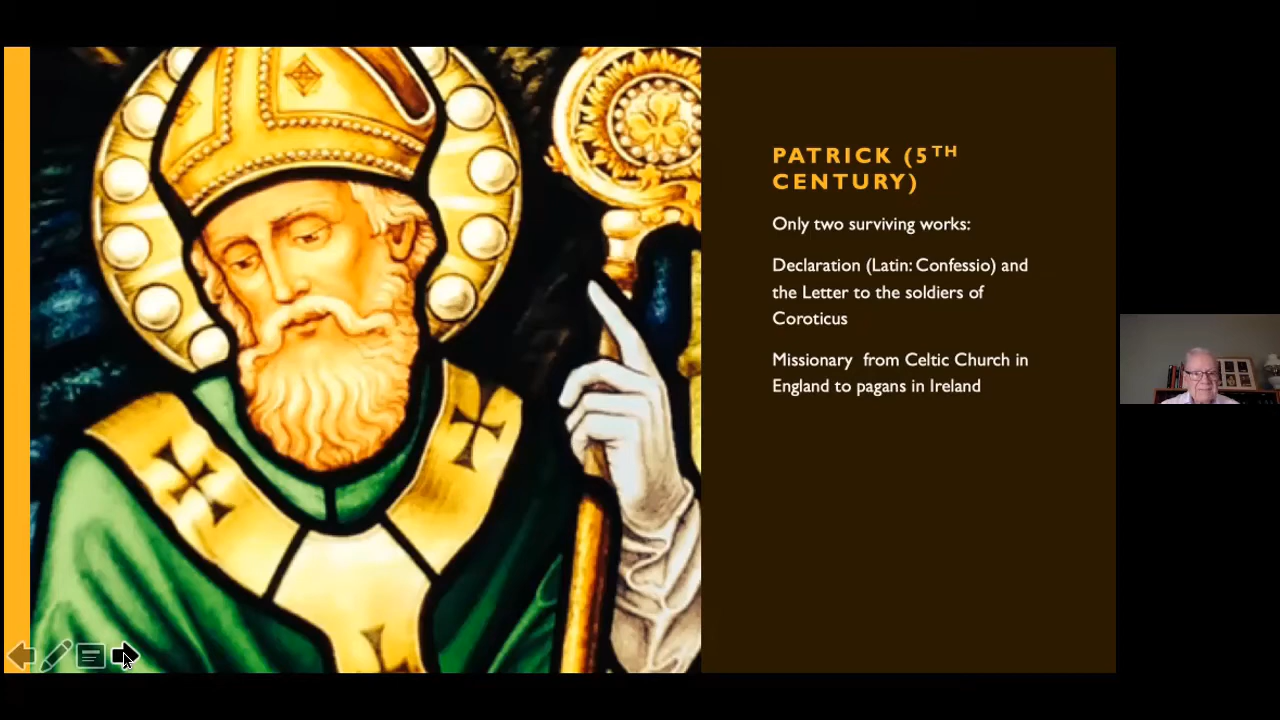 PATRICK (5TH
CENTURY)
Only two surviving works:
Declaration (Latin: Confessio) and
the Letter to the soldiers of
Coroticus
Missionary from Celtic Church in
England to pagans in Ireland